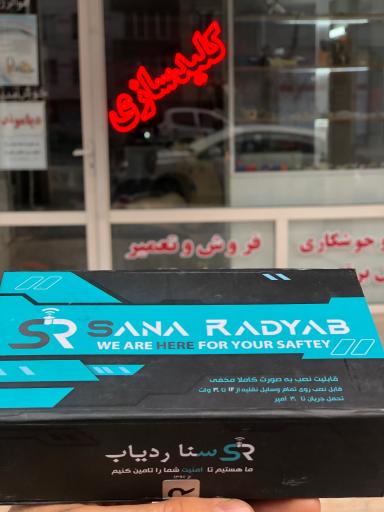 کلیدسازی
فروش و تعمیر
و جوشکاری
SR SANA RADYAB
WE ARE HERE FOR YOUR SAFTEY
قابلیت نصب به صورت کاملا مخفی
قابل نصب روی تمام وسایل نقلیه از ۱۲ تا ۳۰ ولت
تحمل جریان تا ۳۰ آمپر
SR سنا ردیاب
ما هستیم تا امنیت شما را تامین کنیم